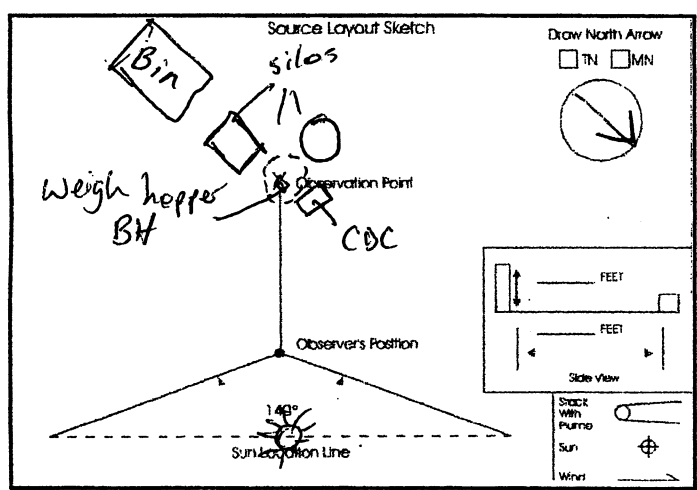 Source Layout Sketch
Draw North Arrow
TN MN
Bin
silos
Observation Point
Weigh hopper
BH
CDC
FEET
FEET
Side View
Observer's Position
140°
Sun Location Line
Stack
With
Plume
Sun
Wind